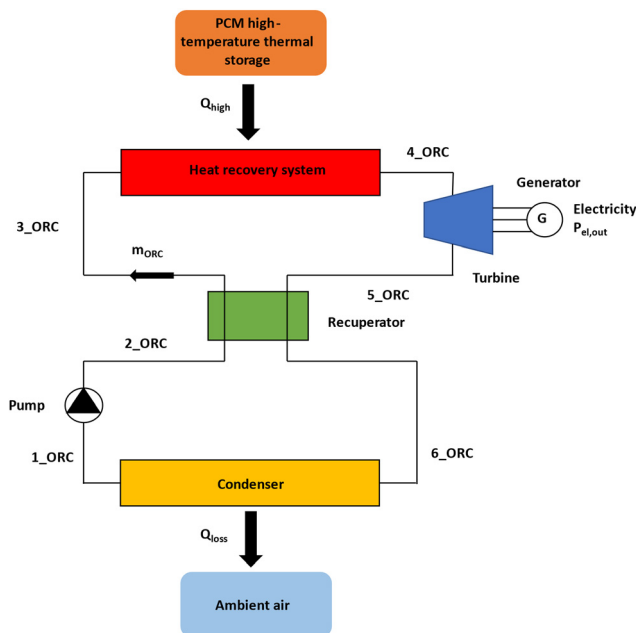 PCM high-
temperature thermal
storage
Qhigh
4_ORC
Heat recovery system
Generator
Electricity
G
Pel,out
3_ORC
mORC
Turbine
5_ORC
Recuperator
2_ORC
Pump
1_ORC
6_ORC
Condenser
Qloss
Ambient air